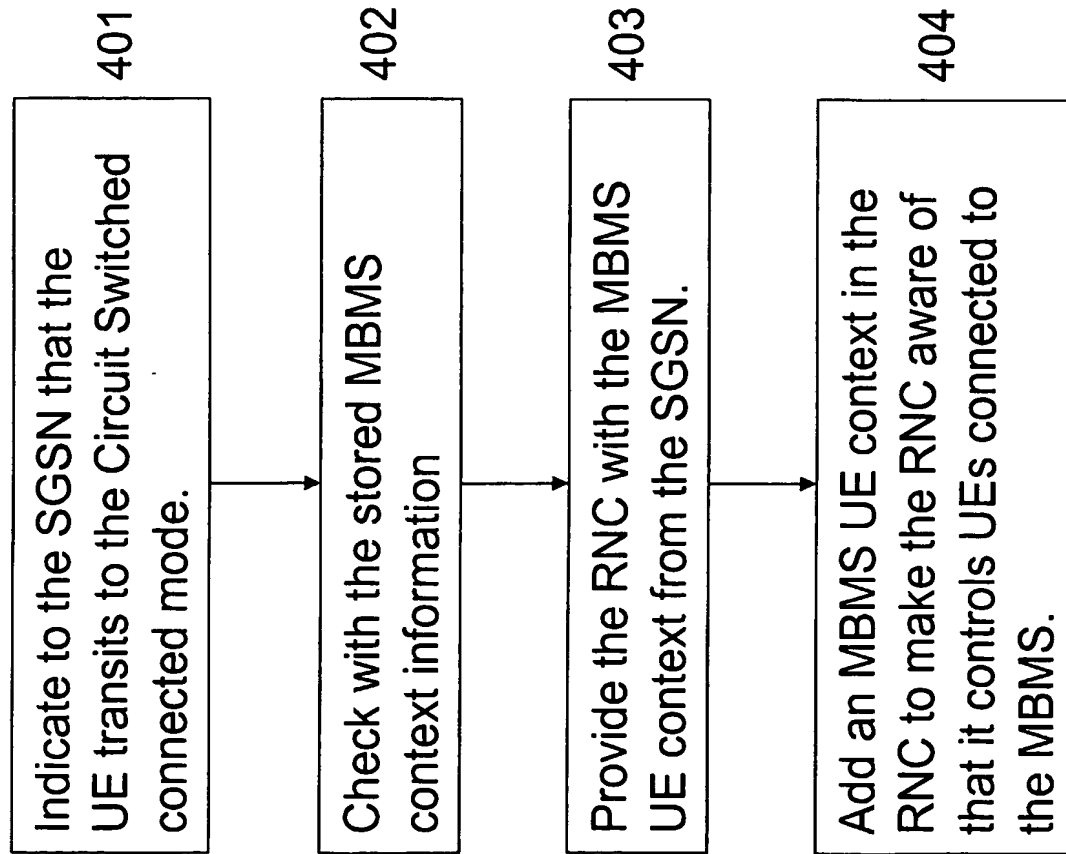 Indicate to the SGSN that the
UE transits to the Circuit Switched
connected mode.
401
Check with the stored MBMS
context information
402
Provide the RNC with the MBMS
UE context from the SGSN.
403
Add an MBMS UE context in the
RNC to make the RNC aware of
that it controls UEs connected to
the MBMS.
404